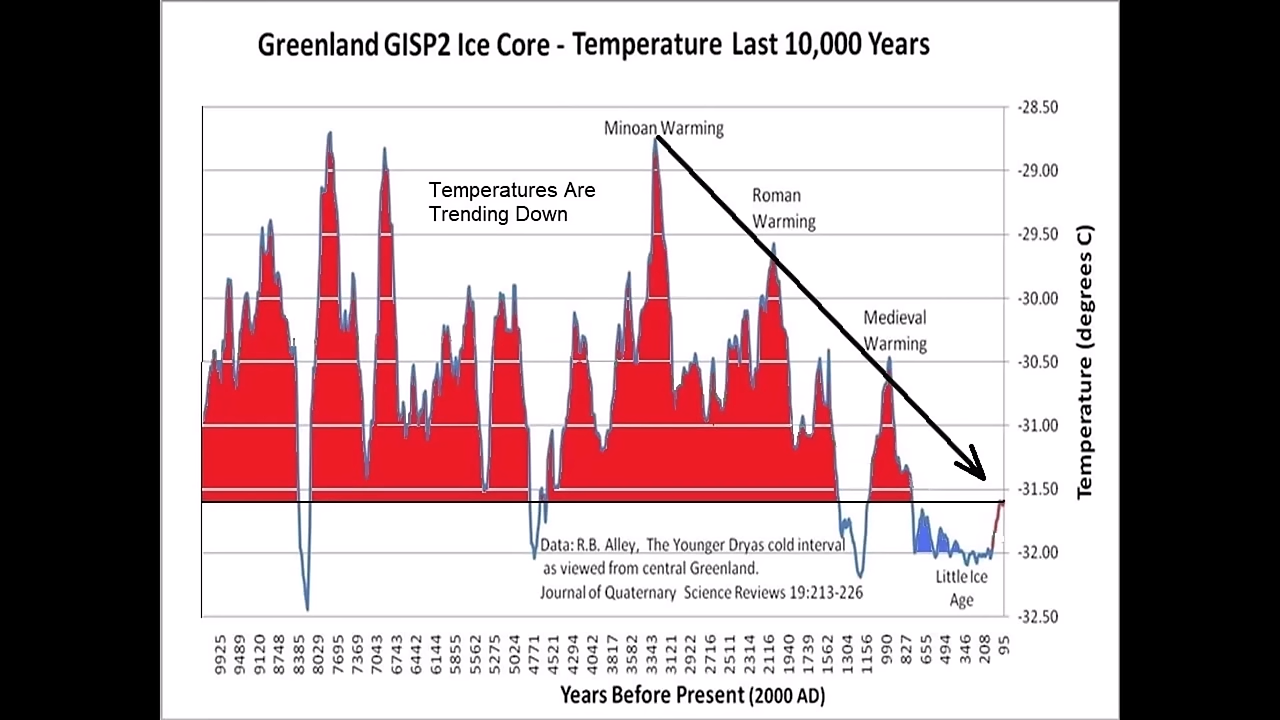 Greenland GISP2 Ice Core - Temperature Last 10,000 Years
-28.50
Minoan Warming
-29.00
Temperatures Are
Trending Down
Roman
Warming
-29.50
-30.00
Medieval
Warming
-30.50
-31.00
-31.50
-32.00
-32.50
Temperature (degrees C)
Data: R.B. Alley, The Younger Dryas cold interval
as viewed from central Greenland.
Journal of Quaternary Science Reviews 19:213-226
Little Ice
Age
9925 9489 9120 8748 8385 8029 7695 7367 7043 6743 6442 6144 5855 5562 5275 5024 4771 4521 4294 4042 3817 3582 3343 3121 2922 2716 2511 2314 2116 1940 1739 1562 1304 1196 990 827 655 494 346 208 95
Years Before Present (2000 AD)